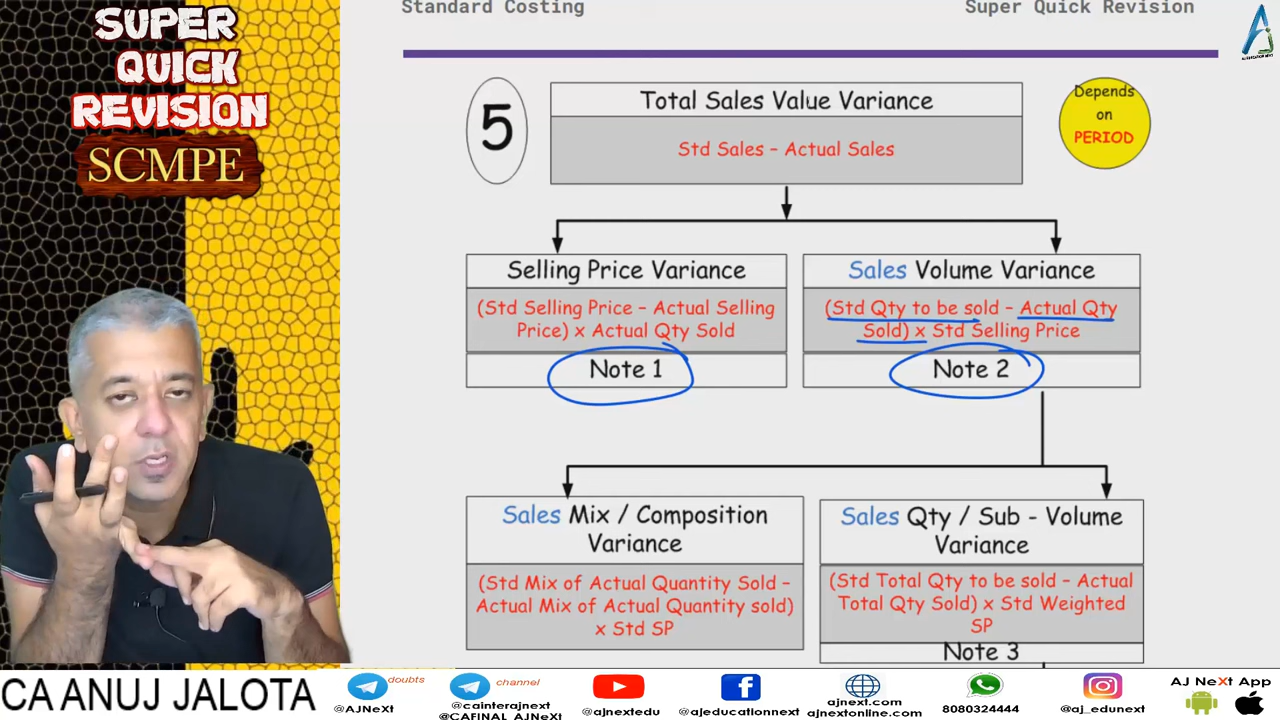 Standard Costing
Super Quick Revision
SUPER
QUICK
REVISION
SCMPE
5
Total Sales Value Variance
Std Sales – Actual Sales
Depends
on
PERIOD
Selling Price Variance
(Std Selling Price – Actual Selling
Price) x Actual Qty Sold
Note 1
Sales Volume Variance
(Std Qty to be sold – Actual Qty
Sold) x Std Selling Price
Note 2
Sales Mix / Composition
Variance
(Std Mix of Actual Quantity Sold –
Actual Mix of Actual Quantity sold)
x Std SP
Sales Qty / Sub - Volume
Variance
(Std Total Qty to be sold – Actual
Total Qty Sold) x Std Weighted
SP
Note 3
CA ANUJ JALOTA
doubts
@AJNeXt
channel
@cainterajnext
@CAFINAL_AJNeXt
@ajnextedu
@ajeducationnext
ajnext.com
ajnextonline.com
8080324444
@aj_edunext
AJ NeXt App